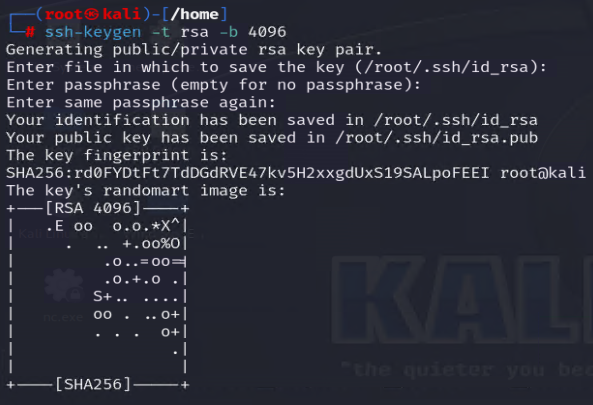 ┌──(root㉿kali)-[/home]
└─# ssh-keygen -t rsa -b 4096
Generating public/private rsa key pair.
Enter file in which to save the key (/root/.ssh/id_rsa):
Enter passphrase (empty for no passphrase):
Enter same passphrase again:
Your identification has been saved in /root/.ssh/id_rsa
Your public key has been saved in /root/.ssh/id_rsa.pub
The key fingerprint is:
SHA256:rd0FYDtFt7TdDGdRVE47kv5H2xxgdUxS19SALpoFEEI root@kali
The key's randomart image is:
+---[RSA 4096]----+
|   .E oo  o.o.*X^|
|     .  .. +.oo%O|
|         .o..=oo=|
|         .o.+.o .|
|        S+.. ....|
|        oo . ..o+|
|        . . .  o+|
|                .|
|                 |
+----[SHA256]-----+
KAL
"the quieter you bec